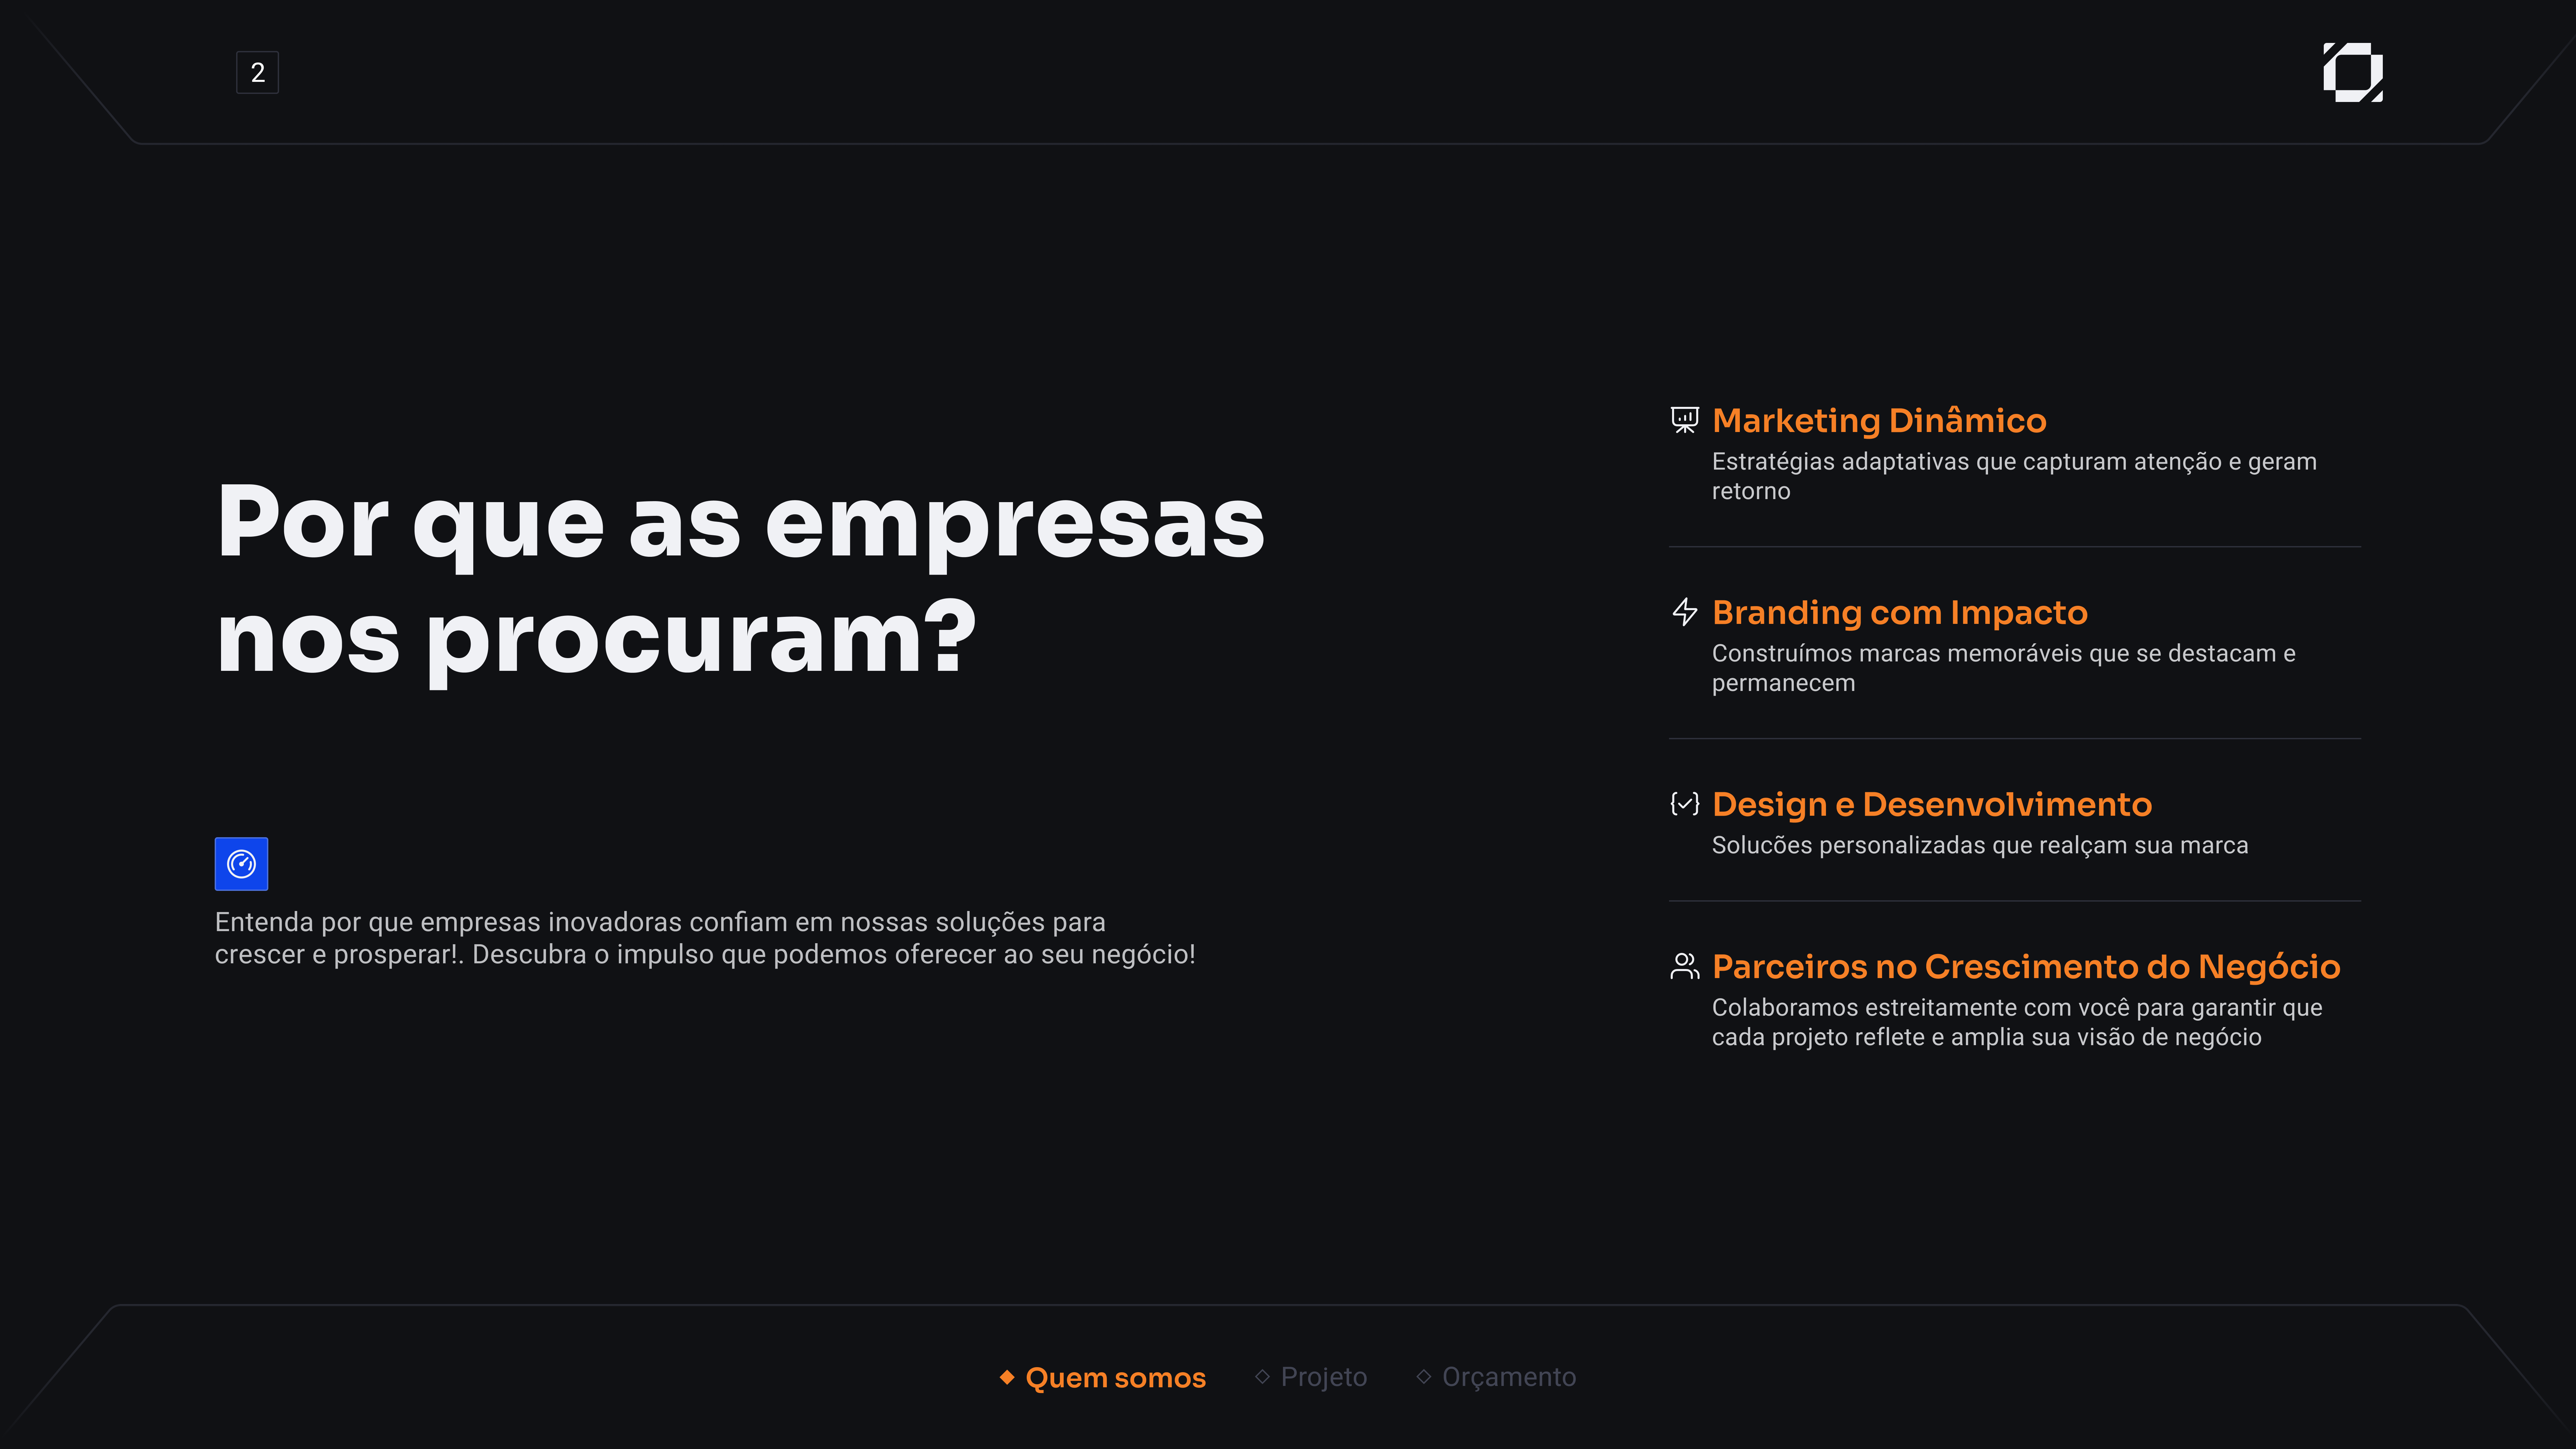 2
Por que as empresas
nos procuram?
Entenda por que empresas inovadoras confiam em nossas soluções para
crescer e prosperar!. Descubra o impulso que podemos oferecer ao seu negócio!
Marketing Dinâmico
Estratégias adaptativas que capturam atenção e geram
retorno
Branding com Impacto
Construímos marcas memoráveis que se destacam e
permanecem
Design e Desenvolvimento
Solucões personalizadas que realçam sua marca
Parceiros no Crescimento do Negócio
Colaboramos estreitamente com você para garantir que
cada projeto reflete e amplia sua visão de negócio
Quem somos
Projeto
Orçamento